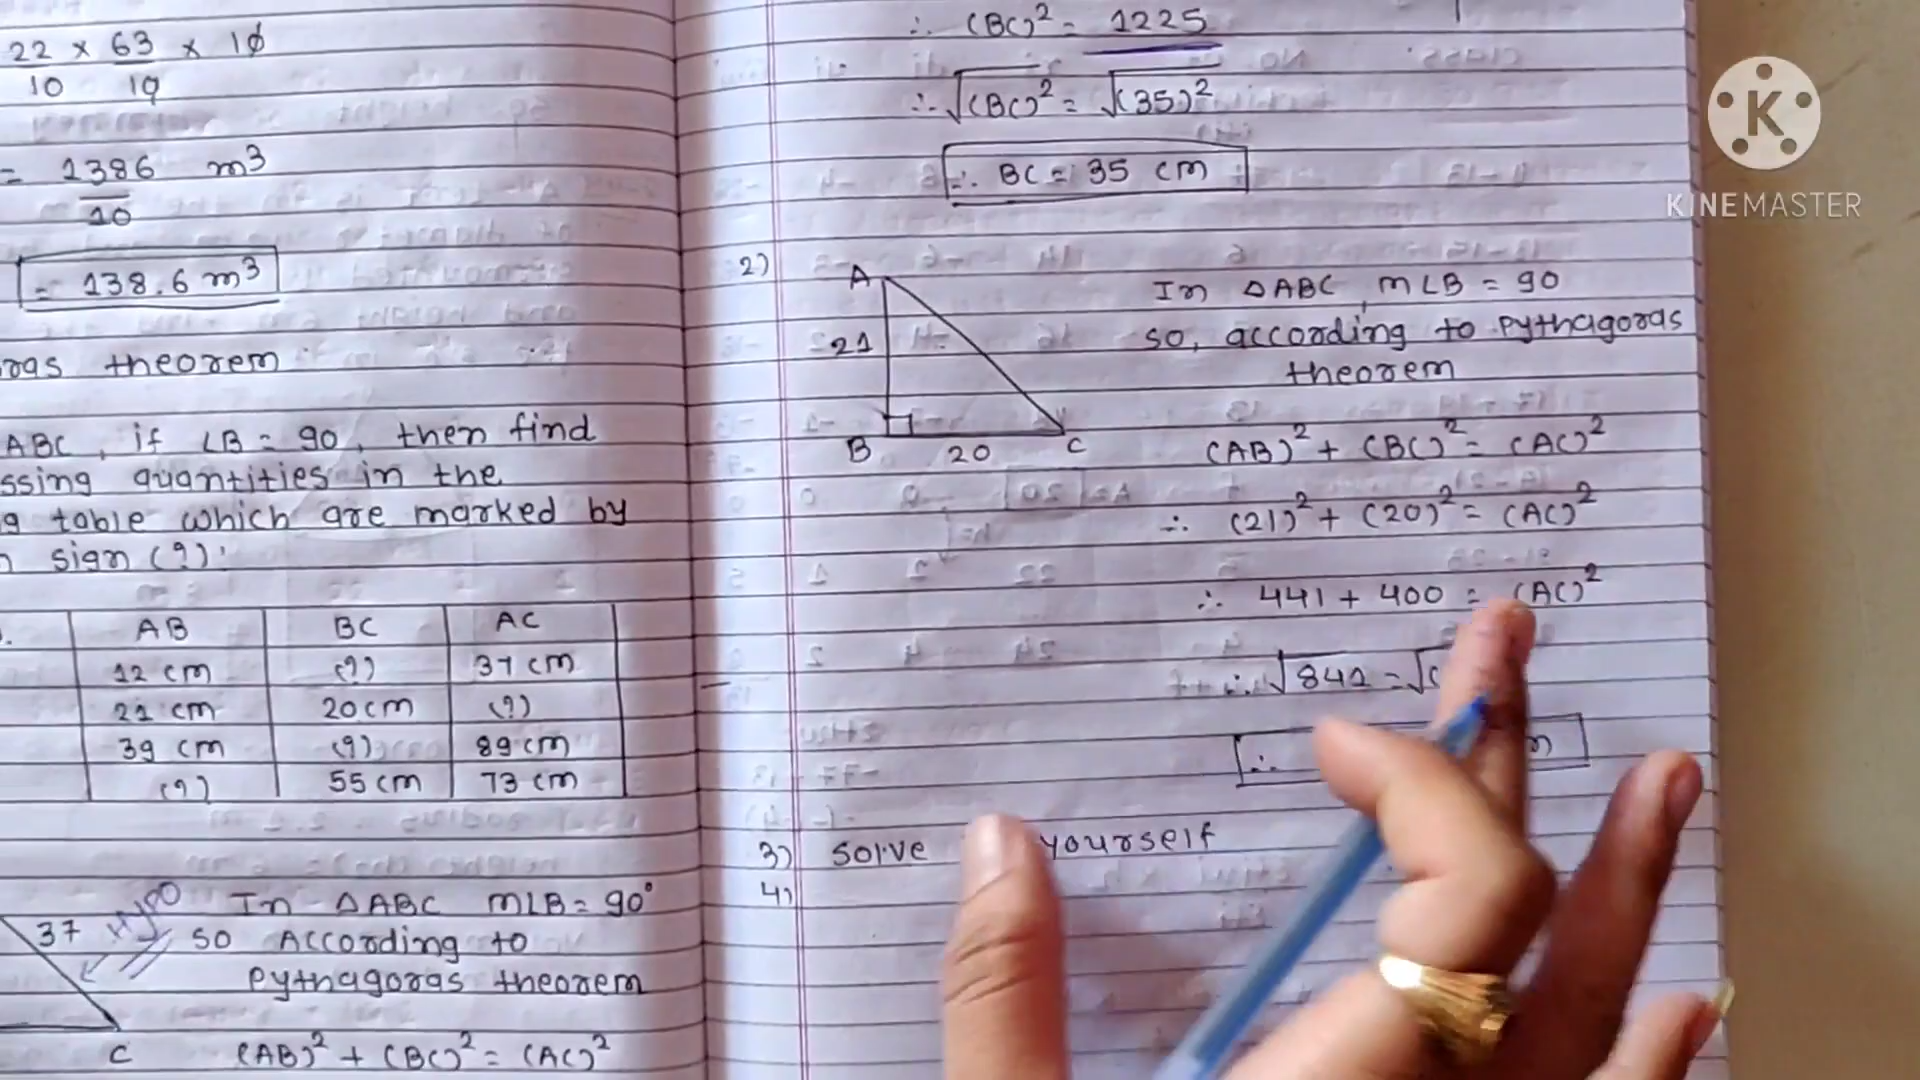 22 × 63 × 10
10 10
= 1386 m³
10
= 138.6 m³
oras theorem
ABC, if ∠B = 90, then find
ssing quantities in the
g table which are marked by
n sign (?):
AB BC AC
12 cm (?) 37 cm
21 cm 20 cm (?)
39 cm (?) 89 cm
(?) 55 cm 73 cm
37 Hypo In △ABC m∠B = 90°
so According to
pythagoras theorem
C (AB)² + (BC)² = (AC)²
∴ (BC)² = 1225
∴ √(BC)² = √(35)²
∴ BC = 35 cm
2)
A
21
B 20 C
In △ABC, m∠B = 90
so, according to pythagoras
theorem
(AB)² + (BC)² = (AC)²
∴ (21)² + (20)² = (AC)²
∴ 441 + 400 = (AC)²
∴ √841 = √(
∴ m
3) solve yourself
4)
KINEMASTER